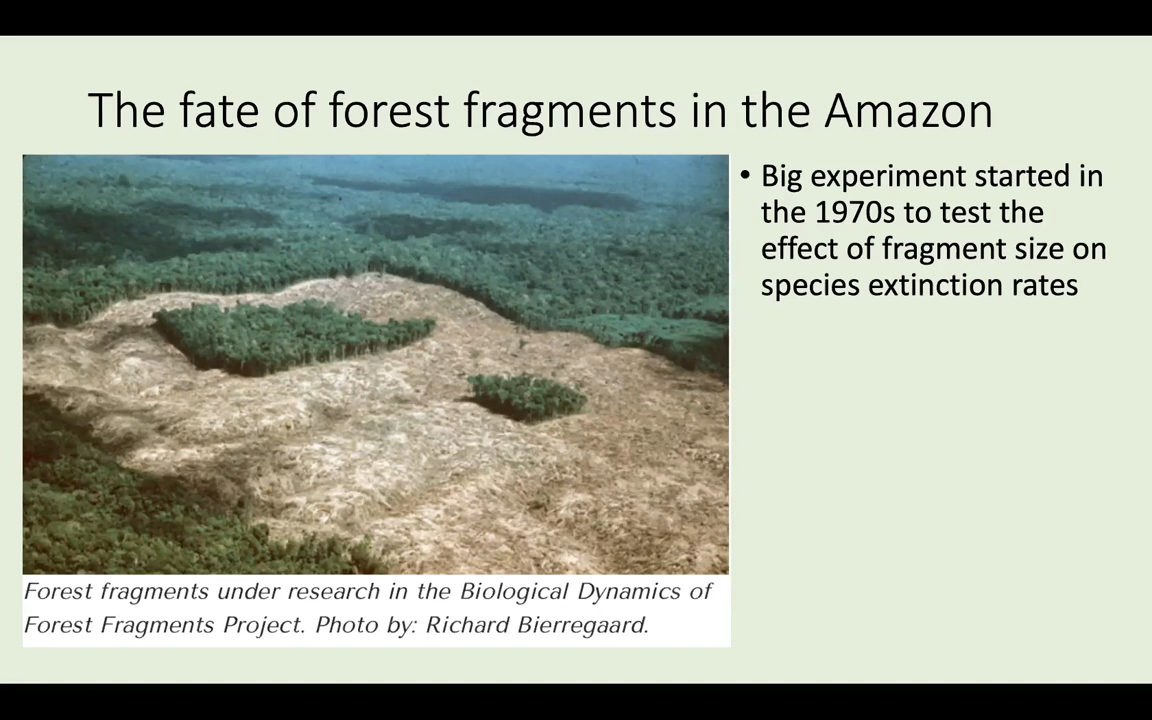 The fate of forest fragments in the Amazon
• Big experiment started in
the 1970s to test the
effect of fragment size on
species extinction rates
Forest fragments under research in the Biological Dynamics of
Forest Fragments Project. Photo by: Richard Bierregaard.